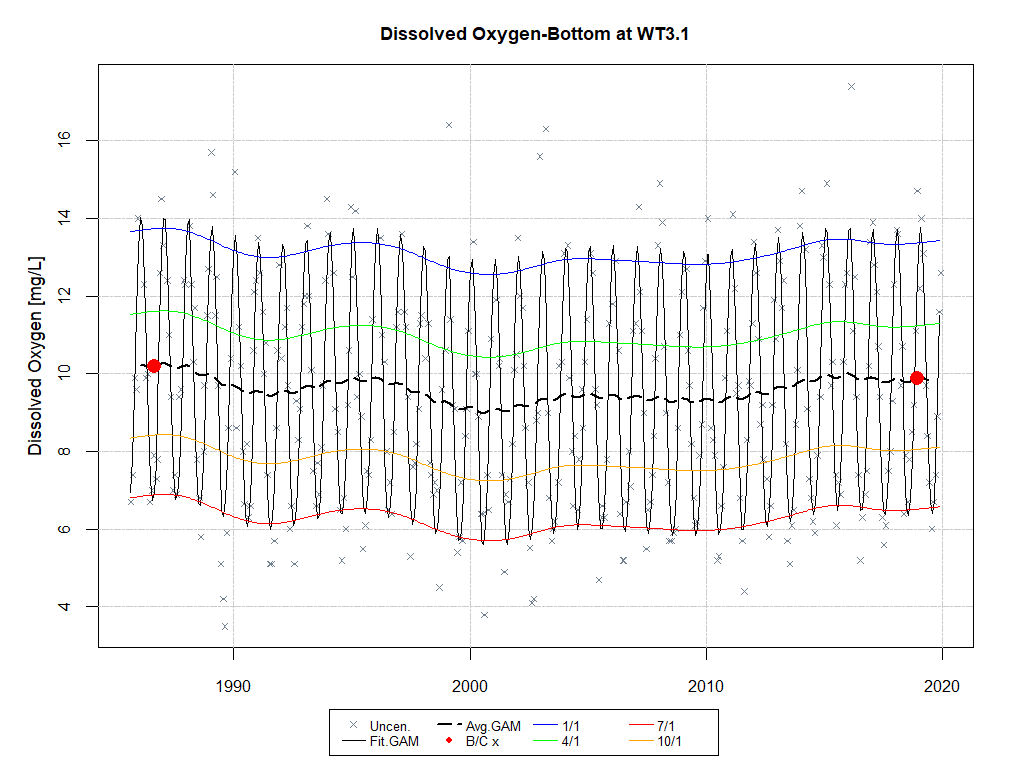 Dissolved Oxygen-Bottom at WT3.1
Dissolved Oxygen [mg/L]
16
14
12
10
8
6
4
1990
2000
2010
2020
Uncen.
Avg.GAM
1/1
7/1
Fit.GAM
B/C x
4/1
10/1